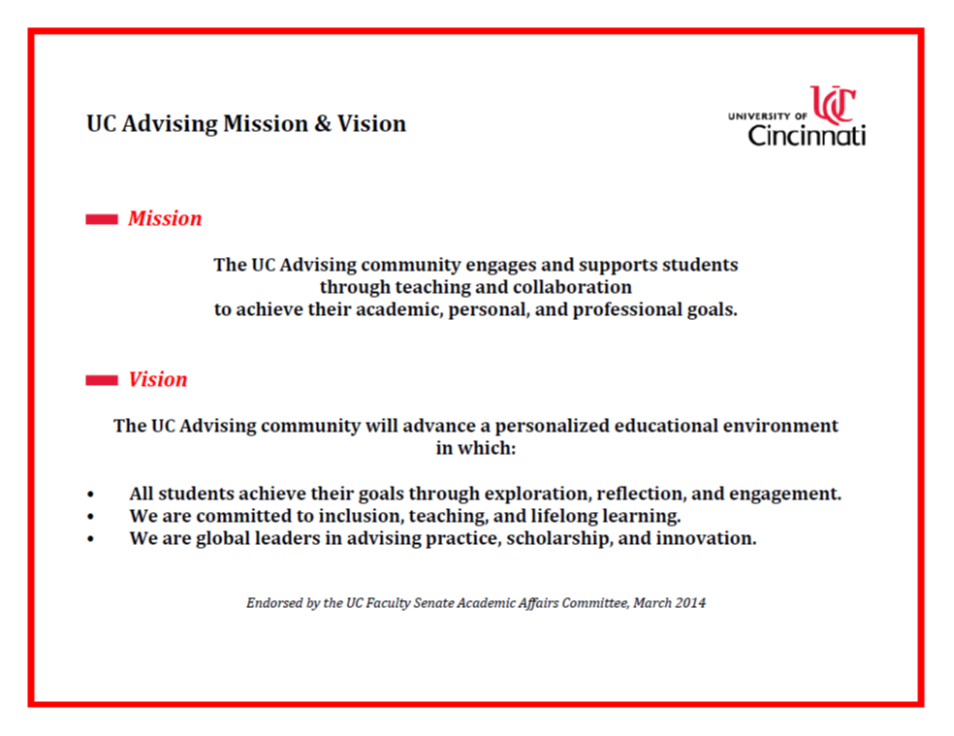 UC Advising Mission & Vision
UC
UNIVERSITY OF
Cincinnati
Mission
The UC Advising community engages and supports students
through teaching and collaboration
to achieve their academic, personal, and professional goals.
Vision
The UC Advising community will advance a personalized educational environment
in which:
• All students achieve their goals through exploration, reflection, and engagement.
• We are committed to inclusion, teaching, and lifelong learning.
• We are global leaders in advising practice, scholarship, and innovation.
Endorsed by the UC Faculty Senate Academic Affairs Committee, March 2014